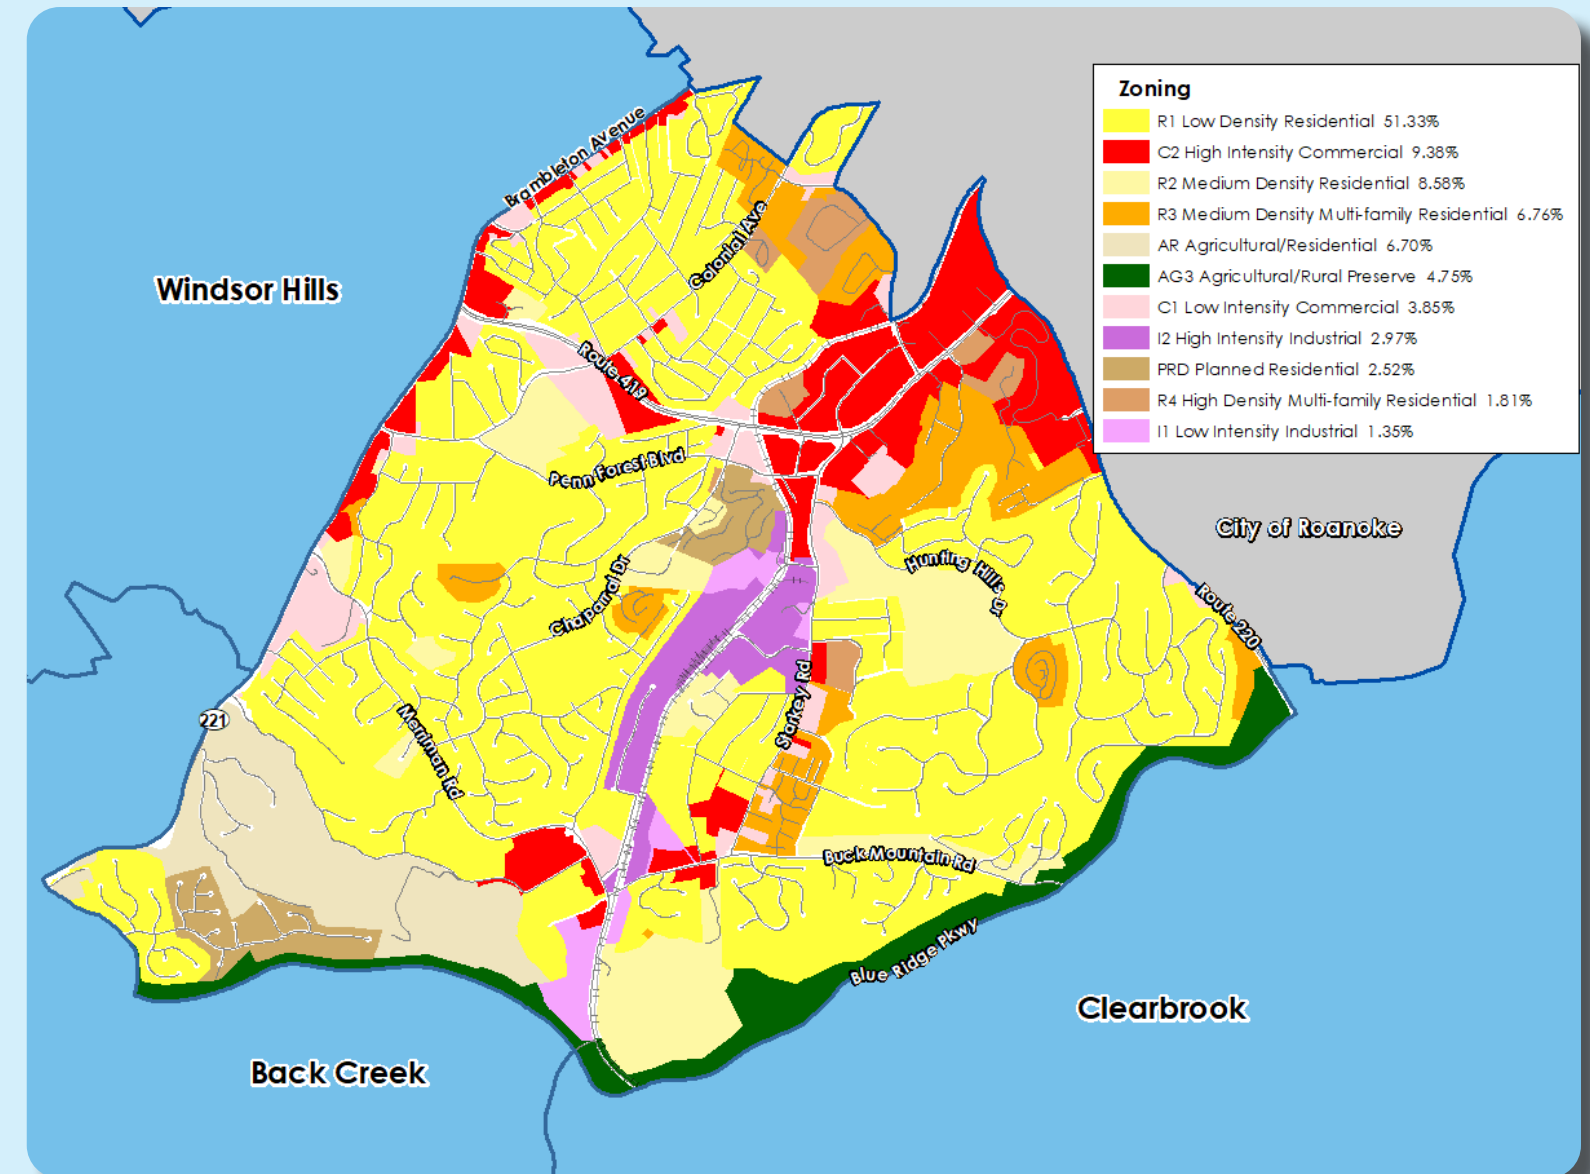 Zoning
R1 Low Density Residential 51.33%
C2 High Intensity Commercial 9.38%
R2 Medium Density Residential 8.58%
R3 Medium Density Multi-family Residential 6.76%
AR Agricultural/Residential 6.70%
AG3 Agricultural/Rural Preserve 4.75%
C1 Low Intensity Commercial 3.85%
I2 High Intensity Industrial 2.97%
PRD Planned Residential 2.52%
R4 High Density Multi-family Residential 1.81%
I1 Low Intensity Industrial 1.35%
Brambleton Avenue
Colonial Ave
Windsor Hills
Route 419
Penn Forest Blvd
City of Roanoke
Hunting Hills Dr
Chaparral Dr
Route 220
Starkey Rd
221
Merriman Rd
Buck Mountain Rd
Blue Ridge Pkwy
Clearbrook
Back Creek